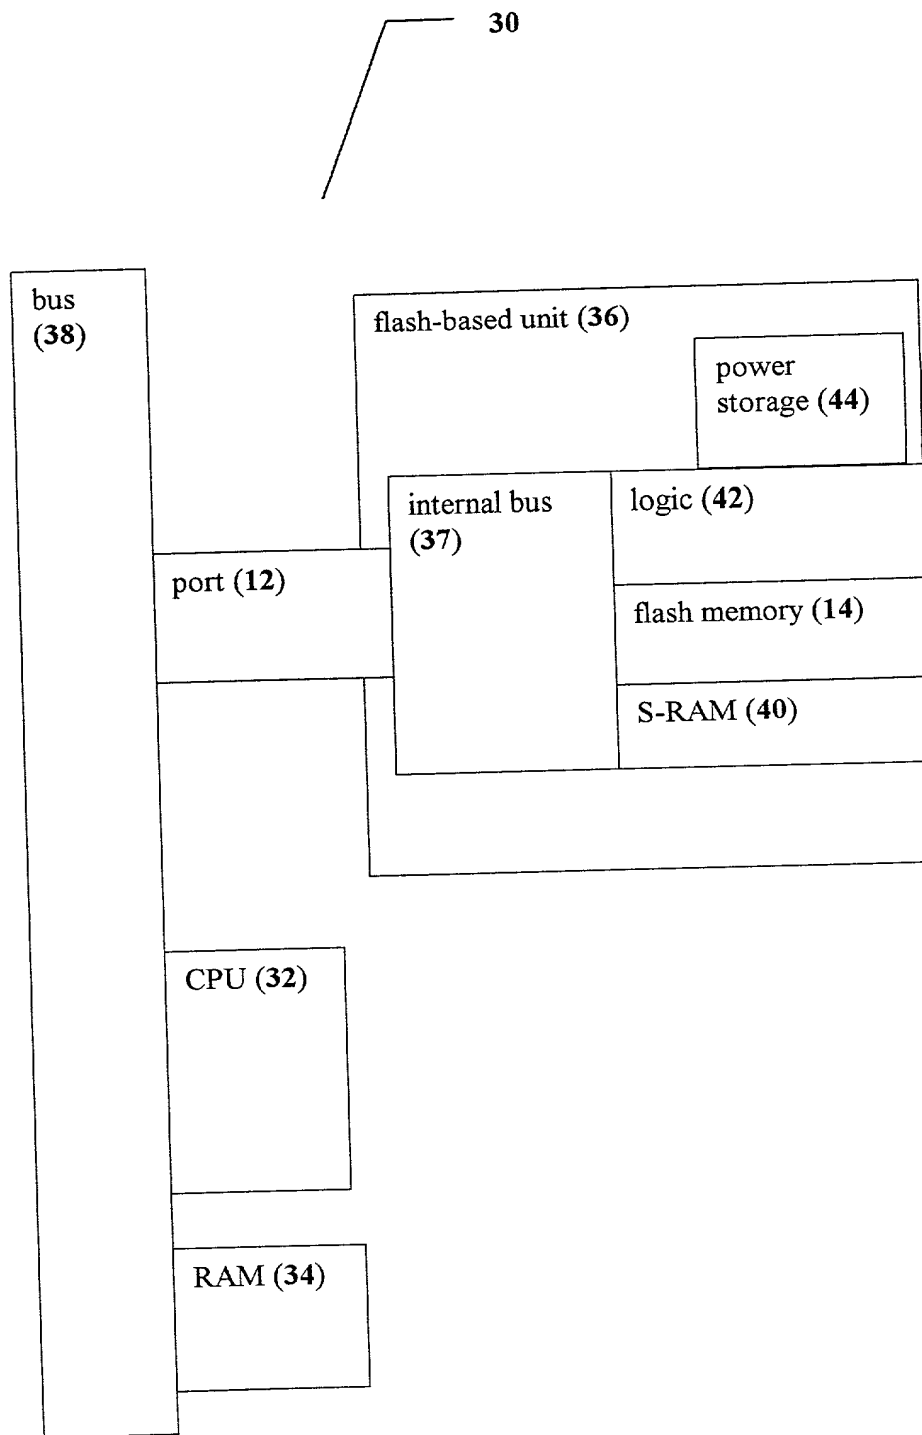 30
bus
(38)
flash-based unit (36)
power
storage (44)
internal bus
(37)
logic (42)
port (12)
flash memory (14)
S-RAM (40)
CPU (32)
RAM (34)